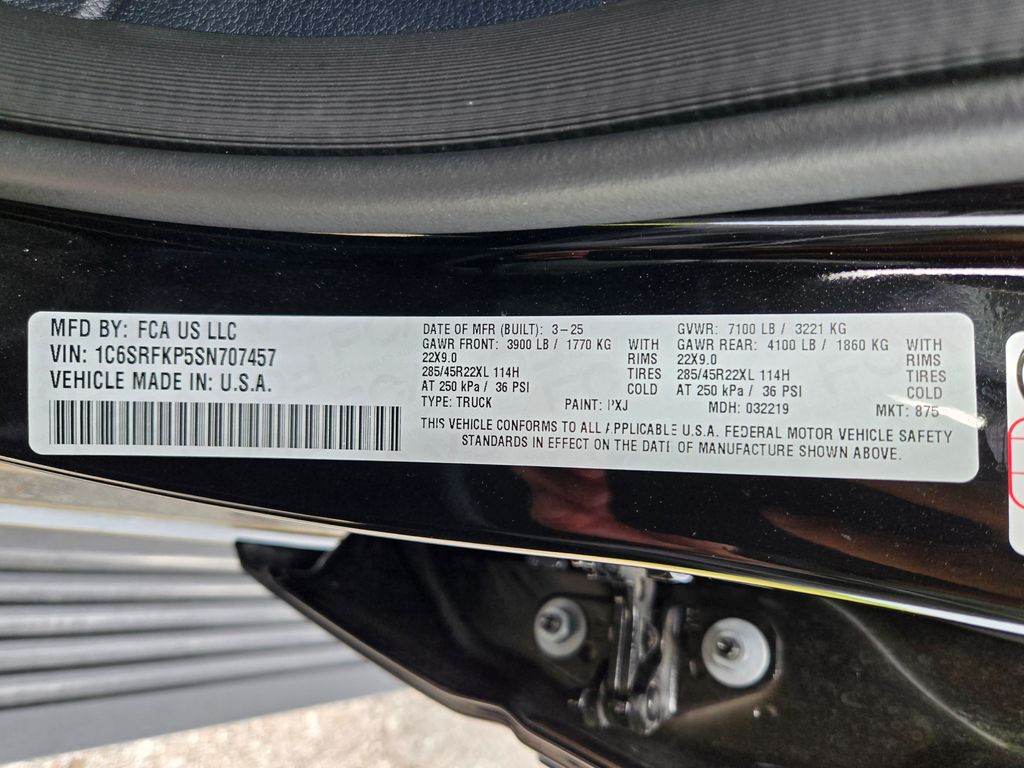 MFD BY: FCA US LLC
VIN: 1C6SRFKP5SN707457
VEHICLE MADE IN: U.S.A.
DATE OF MFR (BUILT): 3-25
GAWR FRONT: 3900 LB / 1770 KG WITH
22X9.0 RIMS
285/45R22XL 114H TIRES
AT 250 kPa / 36 PSI COLD
TYPE: TRUCK PAINT: PXJ
GVWR: 7100 LB / 3221 KG
GAWR REAR: 4100 LB / 1860 KG WITH
22X9.0 RIMS
285/45R22XL 114H TIRES
AT 250 kPa / 36 PSI COLD
MDH: 032219 MKT: 875
THIS VEHICLE CONFORMS TO ALL APPLICABLE U.S.A. FEDERAL MOTOR VEHICLE SAFETY
STANDARDS IN EFFECT ON THE DATE OF MANUFACTURE SHOWN ABOVE.